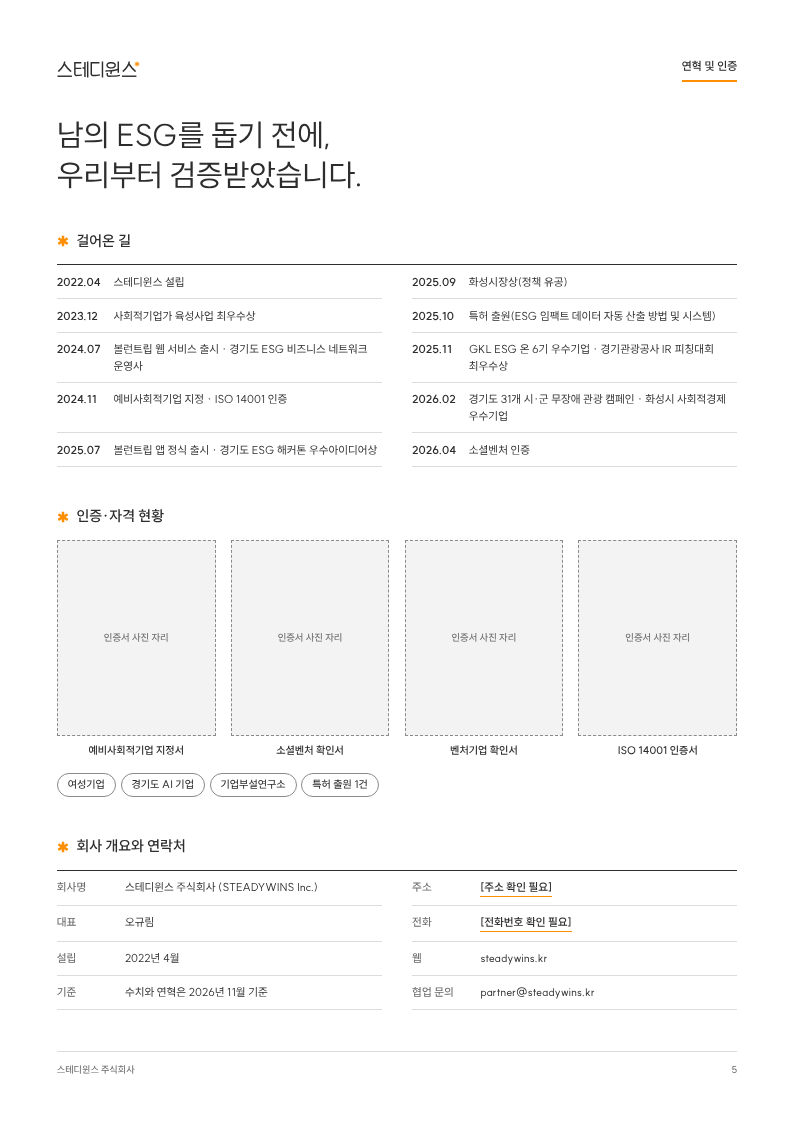 스테디윈스
연혁 및 인증
남의 ESG를 돕기 전에,
우리부터 검증받았습니다.
✱ 걸어온 길
2022.04 스테디윈스 설립
2023.12 사회적기업가 육성사업 최우수상
2024.07 볼런트립 웹 서비스 출시 · 경기도 ESG 비즈니스 네트워크
운영사
2024.11 예비사회적기업 지정 · ISO 14001 인증
2025.07 볼런트립 앱 정식 출시 · 경기도 ESG 해커톤 우수아이디어상
2025.09 화성시장상(정책 유공)
2025.10 특허 출원(ESG 임팩트 데이터 자동 산출 방법 및 시스템)
2025.11 GKL ESG 온 6기 우수기업 · 경기관광공사 IR 피칭대회
최우수상
2026.02 경기도 31개 시·군 무장애 관광 캠페인 · 화성시 사회적경제
우수기업
2026.04 소셜벤처 인증
✱ 인증·자격 현황
인증서 사진 자리
인증서 사진 자리
인증서 사진 자리
인증서 사진 자리
예비사회적기업 지정서
소셜벤처 확인서
벤처기업 확인서
ISO 14001 인증서
여성기업
경기도 AI 기업
기업부설연구소
특허 출원 1건
✱ 회사 개요와 연락처
회사명 스테디윈스 주식회사 (STEADYWINS Inc.)
대표 오규림
설립 2022년 4월
기준 수치와 연혁은 2026년 11월 기준
주소 [주소 확인 필요]
전화 [전화번호 확인 필요]
웹 steadywins.kr
협업 문의 partner@steadywins.kr
스테디윈스 주식회사
5